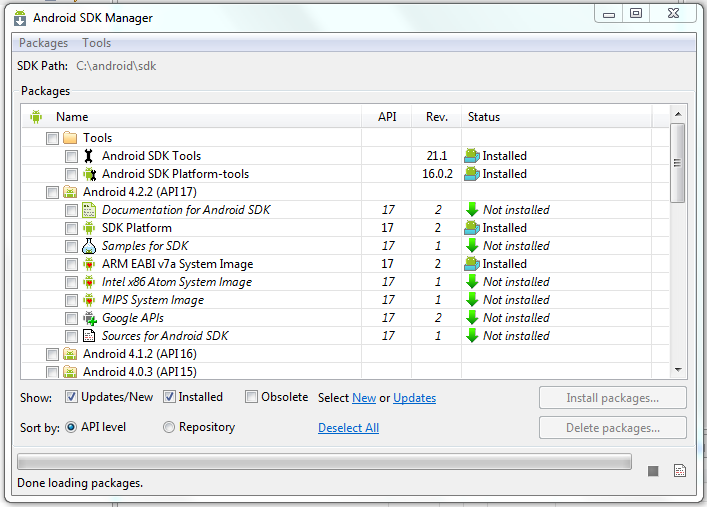 Android SDK Manager
Packages Tools
SDK Path: C:\android\sdk
Packages
Name API Rev. Status
Tools
Android SDK Tools 21.1 Installed
Android SDK Platform-tools 16.0.2 Installed
Android 4.2.2 (API 17)
Documentation for Android SDK 17 2 Not installed
SDK Platform 17 2 Installed
Samples for SDK 17 1 Not installed
ARM EABI v7a System Image 17 2 Installed
Intel x86 Atom System Image 17 1 Not installed
MIPS System Image 17 1 Not installed
Google APIs 17 2 Not installed
Sources for Android SDK 17 1 Not installed
Android 4.1.2 (API 16)
Android 4.0.3 (API 15)
Show: Updates/New Installed Obsolete Select New or Updates Install packages...
Sort by: API level Repository Deselect All Delete packages...
Done loading packages.